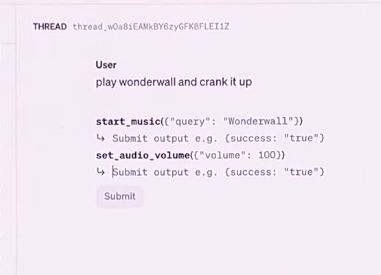 THREAD thread_wOa8iEAMkBY6zyGFK8FLEI1Z
User
play wonderwall and crank it up
start_music({"query": "Wonderwall"})
↳ Submit output e.g. {success: "true"}
set_audio_volume({"volume": 100})
↳ Submit output e.g. {success: "true"}
Submit